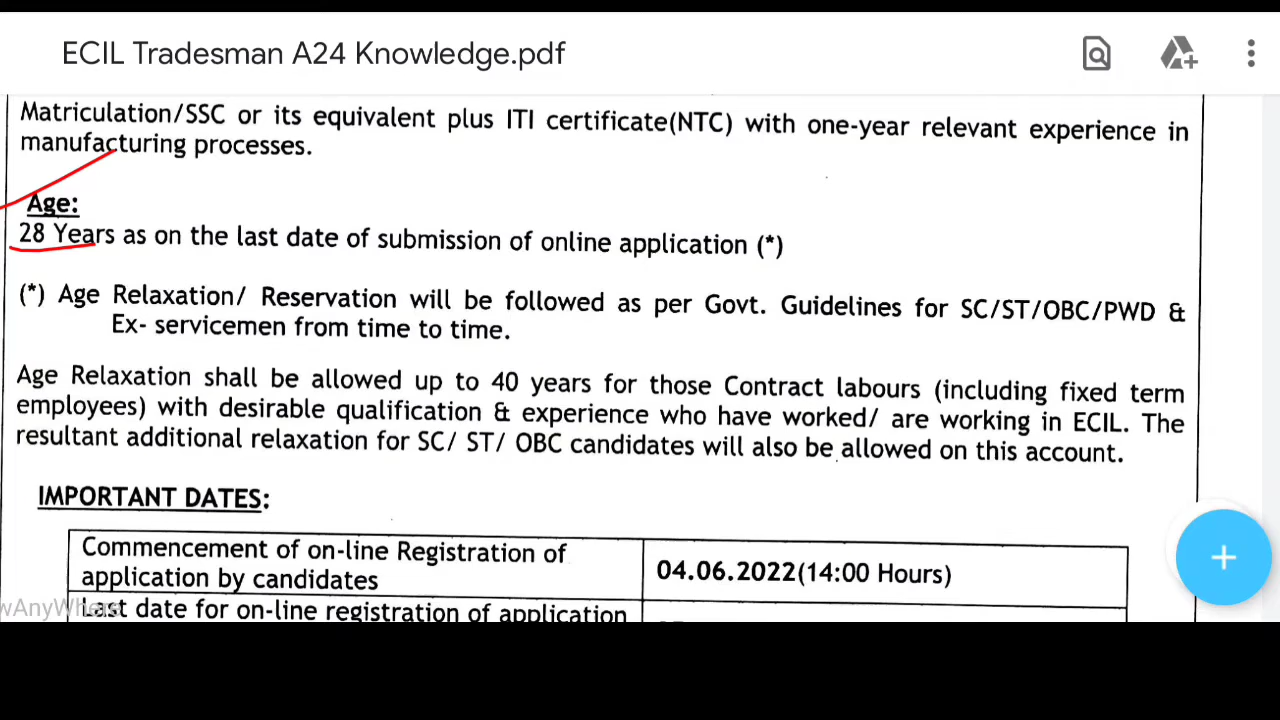 ECIL Tradesman A24 Knowledge.pdf
Matriculation/SSC or its equivalent plus ITI certificate(NTC) with one-year relevant experience in
manufacturing processes.
Age:
28 Years as on the last date of submission of online application (*)
(*) Age Relaxation/ Reservation will be followed as per Govt. Guidelines for SC/ST/OBC/PWD &
Ex- servicemen from time to time.
Age Relaxation shall be allowed up to 40 years for those Contract labours (including fixed term
employees) with desirable qualification & experience who have worked/ are working in ECIL. The
resultant additional relaxation for SC/ ST/ OBC candidates will also be allowed on this account.
IMPORTANT DATES:
Commencement of on-line Registration of
application by candidates
04.06.2022(14:00 Hours)
Last date for on-line registration of application